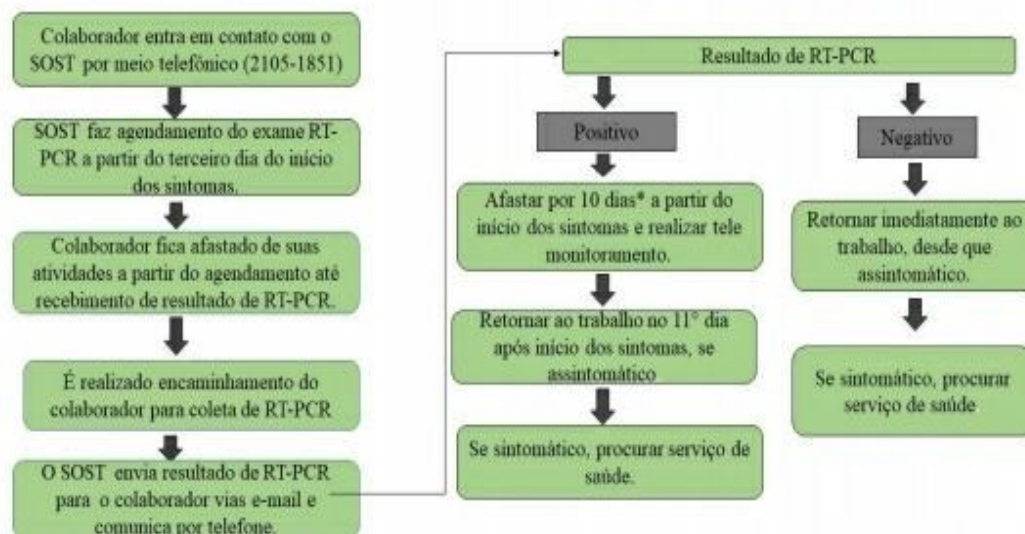 Colaborador entra em contato com o
SOST por meio telefônico (2105-1851)
SOST faz agendamento do exame RT-
PCR a partir do terceiro dia do início
dos sintomas.
Colaborador fica afastado de suas
atividades a partir do agendamento até
recebimento de resultado de RT-PCR.
É realizado encaminhamento do
colaborador para coleta de RT-PCR
O SOST envia resultado de RT-PCR
para o colaborador vias e-mail e
comunica por telefone.
Resultado de RT-PCR
Positivo
Afastar por 10 dias* a partir do
início dos sintomas e realizar tele
monitoramento.
Retornar ao trabalho no 11° dia
após início dos sintomas, se
assintomático
Se sintomático, procurar serviço de
saúde.
Negativo
Retornar imediatamente ao
trabalho, desde que
assintomático.
Se sintomático, procurar
serviço de saúde